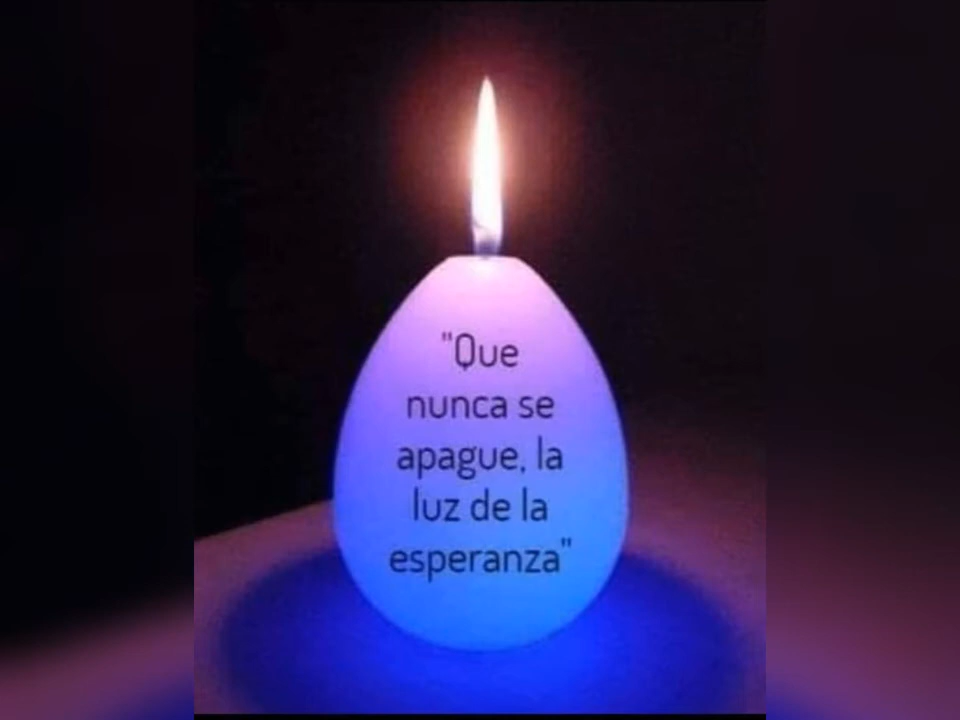 "Que
nunca se
apague, la
luz de la
esperanza"